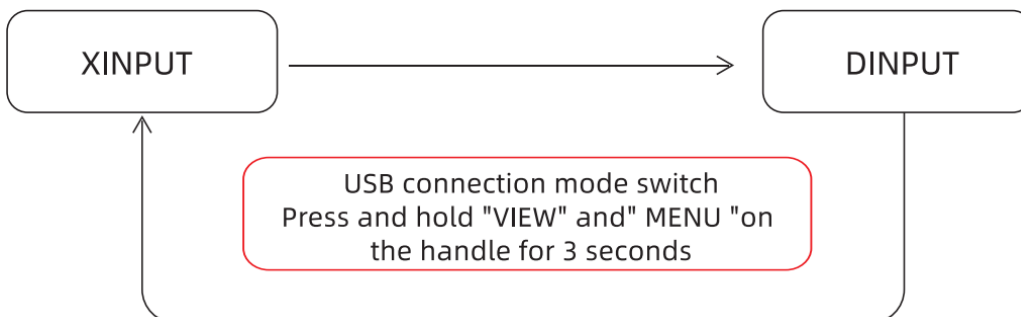 XINPUT
DINPUT
USB connection mode switch
Press and hold "VIEW" and" MENU "on
the handle for 3 seconds